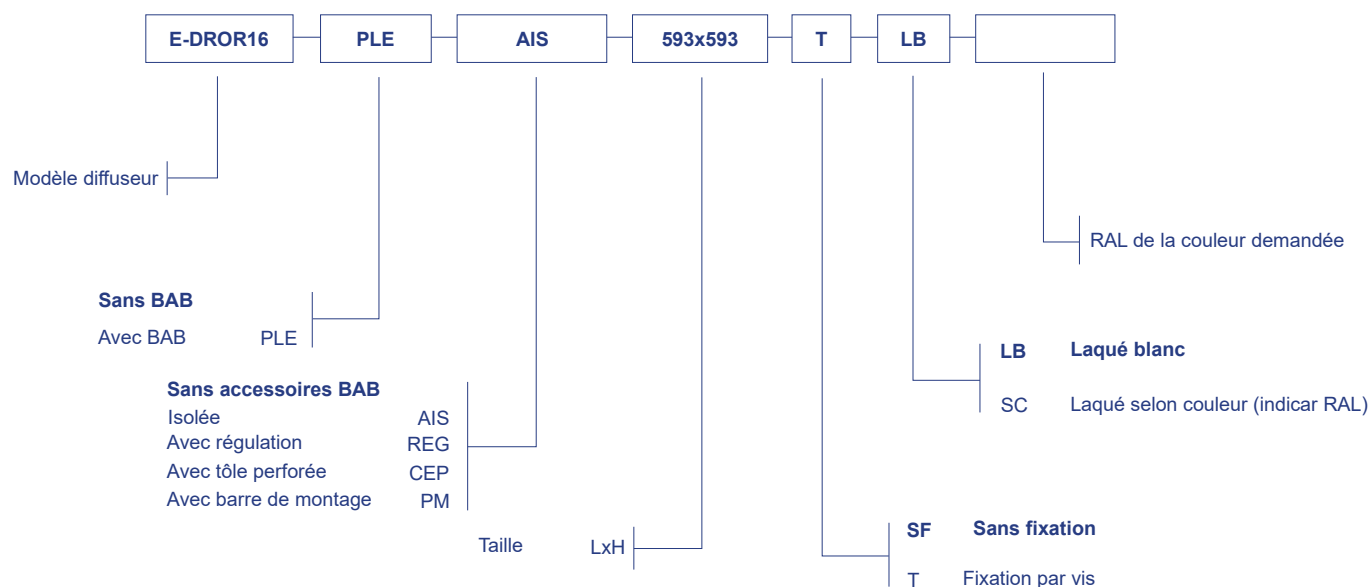 E-DROR16 PLE AIS 593x593 T LB
Modèle diffuseur
RAL de la couleur demandée
Sans BAB
Avec BAB PLE
LB Laqué blanc
SC Laqué selon couleur (indicar RAL)
Sans accessoires BAB
Isolée AIS
Avec régulation REG
Avec tôle perforée CEP
Avec barre de montage PM
SF Sans fixation
Taille LxH
T Fixation par vis